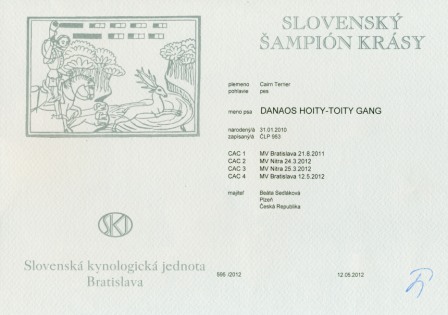 SLOVENSKÝ
ŠAMPIÓN KRÁSY
plemeno Cairn Terrier
pohlavie pes
meno psa DANAOS HOITY-TOITY GANG
narodený/á 31.01.2010
zapísaný/á ČLP 953
CAC 1 MV Bratislava 21.8.2011
CAC 2 MV Nitra 24.3.2012
CAC 3 MV Nitra 25.3.2012
CAC 4 MV Bratislava 12.5.2012
majiteľ Beáta Sedláková
Plzeň
Česká Republika
SKJ
Slovenská kynologická jednota
Bratislava
595 /2012
12.05.2012